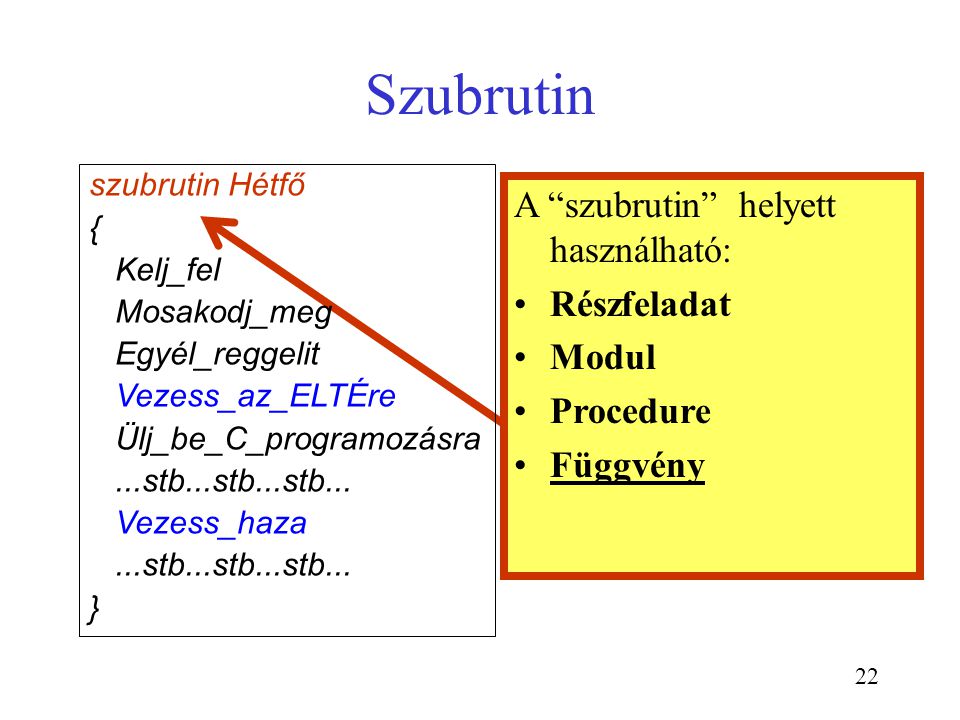 Szubrutin
szubrutin Hétfő
{
Kelj_fel
Mosakodj_meg
Egyél_reggelit
Vezess_az_ELTÉre
Ülj_be_C_programozásra
...stb...stb...stb...
Vezess_haza
...stb...stb...stb...
}
A “szubrutin” helyett
használható:
• Részfeladat
• Modul
• Procedure
• Függvény
22